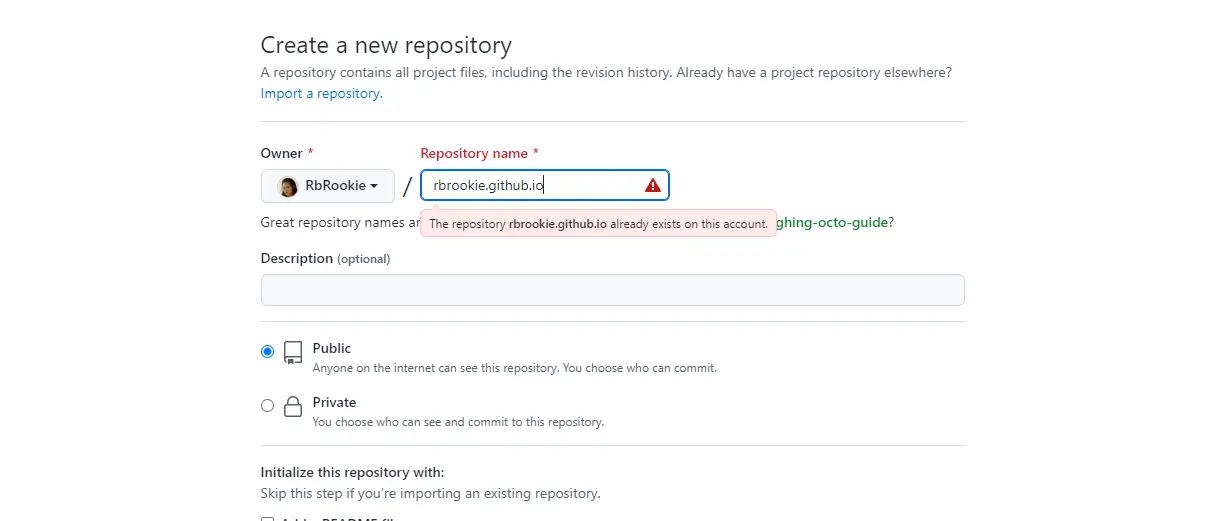 Create a new repository
A repository contains all project files, including the revision history. Already have a project repository elsewhere?
Import a repository.
Owner * Repository name *
RbRookie / rbrookie.github.io
Great repository names ar
The repository rbrookie.github.io already exists on this account.
ghing-octo-guide?
Description (optional)
Public
Anyone on the internet can see this repository. You choose who can commit.
Private
You choose who can see and commit to this repository.
Initialize this repository with:
Skip this step if you’re importing an existing repository.